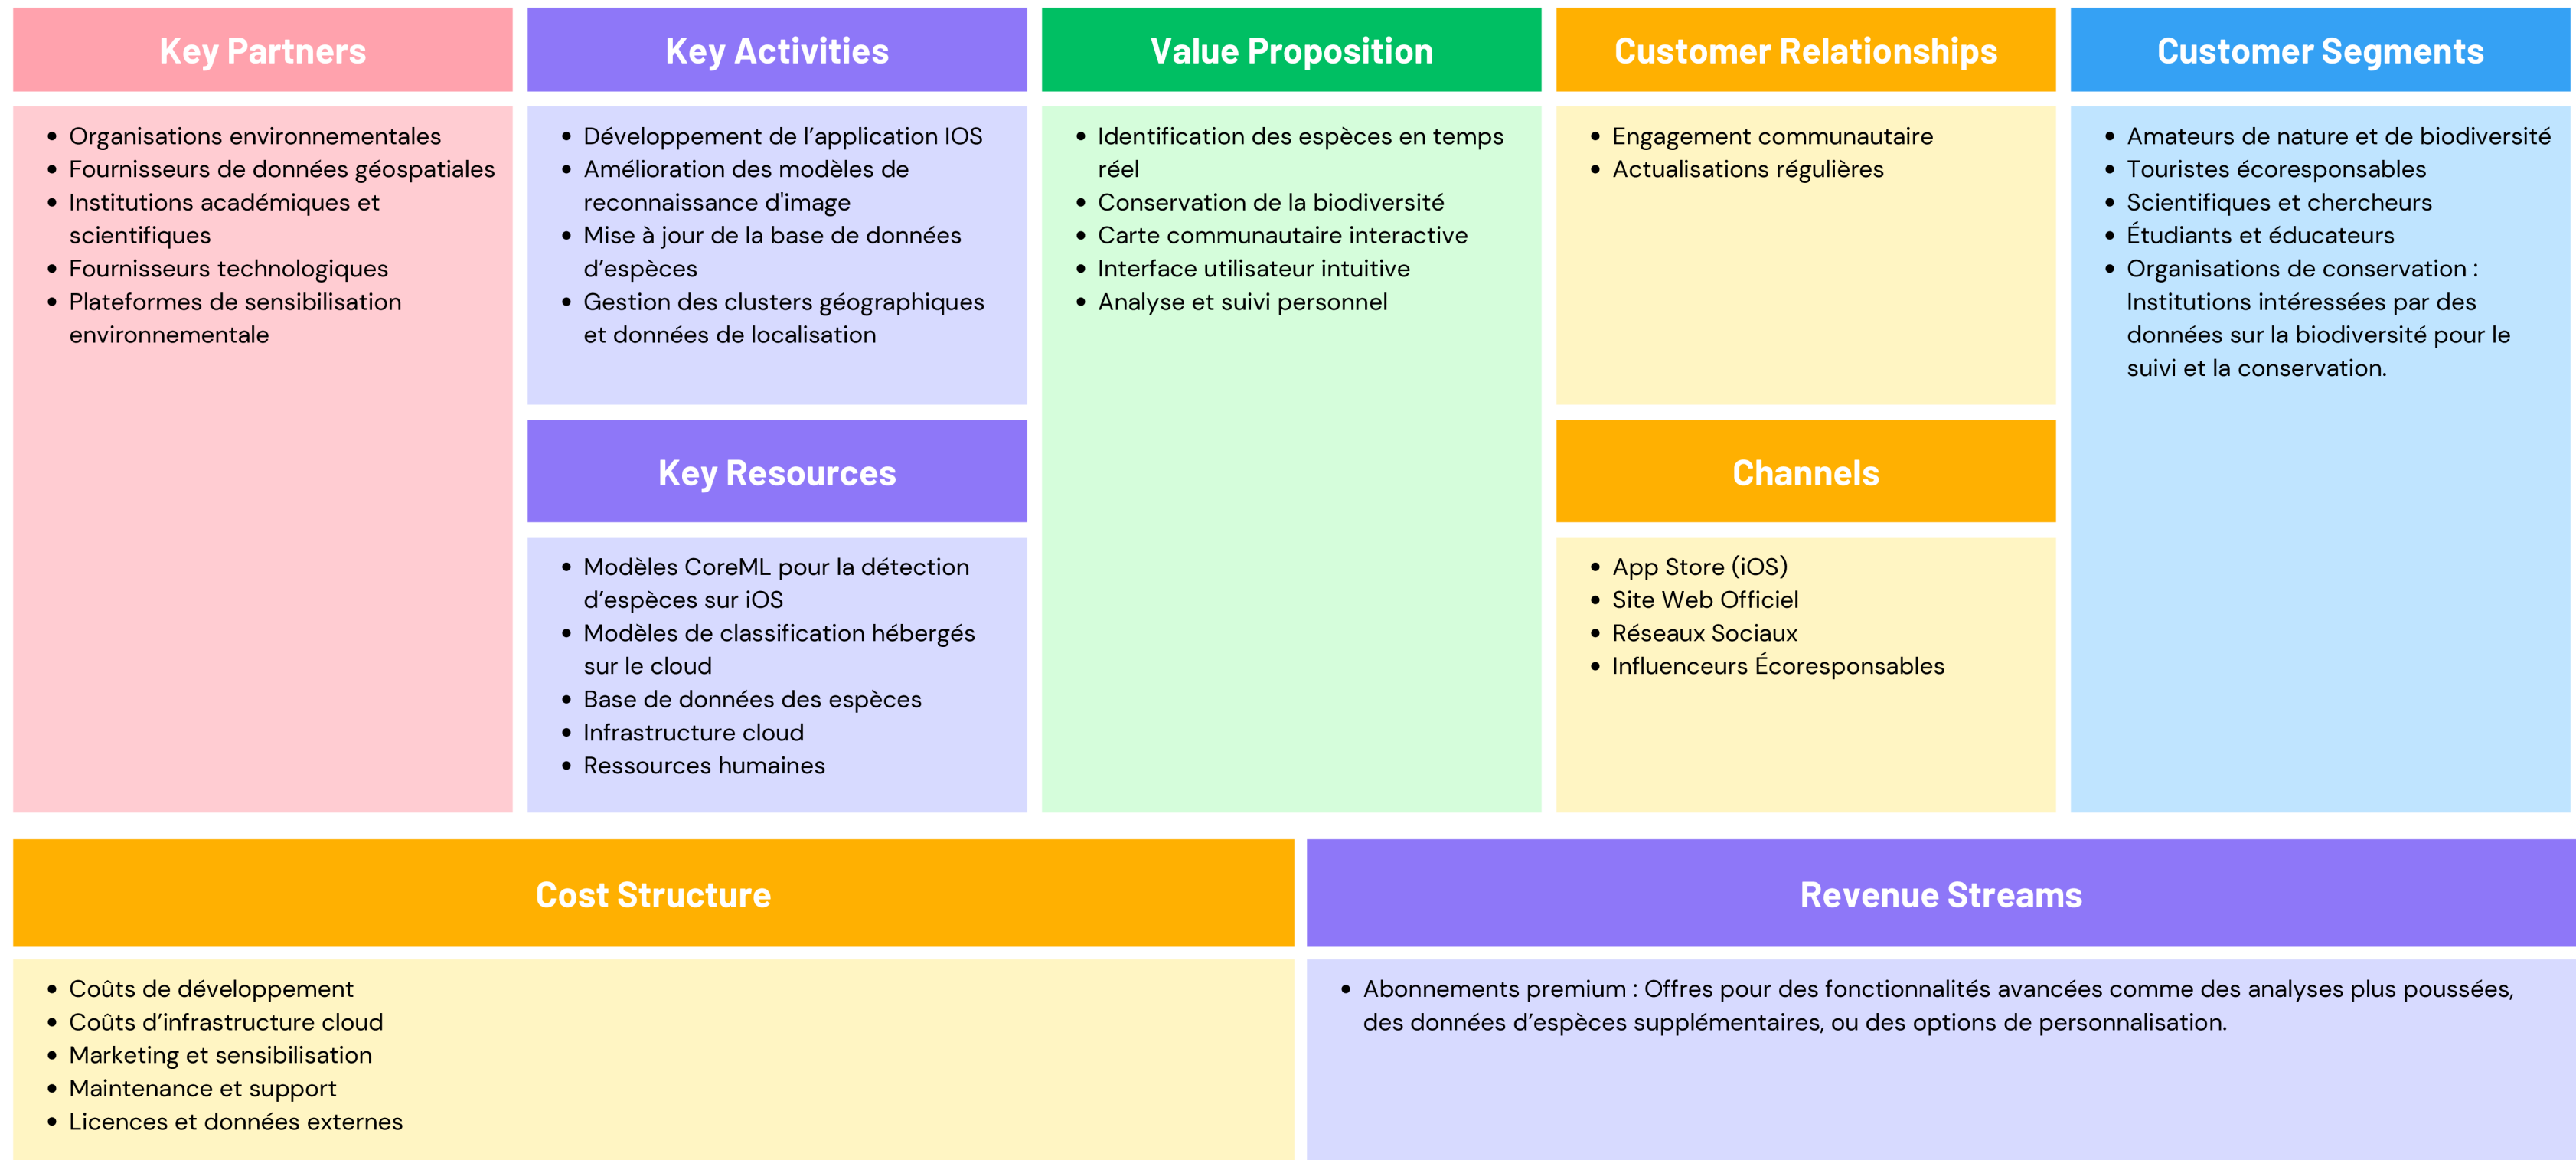 Key Partners
• Organisations environnementales
• Fournisseurs de données géospatiales
• Institutions académiques et
scientifiques
• Fournisseurs technologiques
• Plateformes de sensibilisation
environnementale
Key Activities
• Développement de l’application IOS
• Amélioration des modèles de
reconnaissance d'image
• Mise à jour de la base de données
d’espèces
• Gestion des clusters géographiques
et données de localisation
Key Resources
• Modèles CoreML pour la détection
d’espèces sur iOS
• Modèles de classification hébergés
sur le cloud
• Base de données des espèces
• Infrastructure cloud
• Ressources humaines
Value Proposition
• Identification des espèces en temps
réel
• Conservation de la biodiversité
• Carte communautaire interactive
• Interface utilisateur intuitive
• Analyse et suivi personnel
Customer Relationships
• Engagement communautaire
• Actualisations régulières
Channels
• App Store (iOS)
• Site Web Officiel
• Réseaux Sociaux
• Influenceurs Écoresponsables
Customer Segments
• Amateurs de nature et de biodiversité
• Touristes écoresponsables
• Scientifiques et chercheurs
• Étudiants et éducateurs
• Organisations de conservation :
Institutions intéressées par des
données sur la biodiversité pour le
suivi et la conservation.
Cost Structure
• Coûts de développement
• Coûts d’infrastructure cloud
• Marketing et sensibilisation
• Maintenance et support
• Licences et données externes
Revenue Streams
• Abonnements premium : Offres pour des fonctionnalités avancées comme des analyses plus poussées,
des données d’espèces supplémentaires, ou des options de personnalisation.